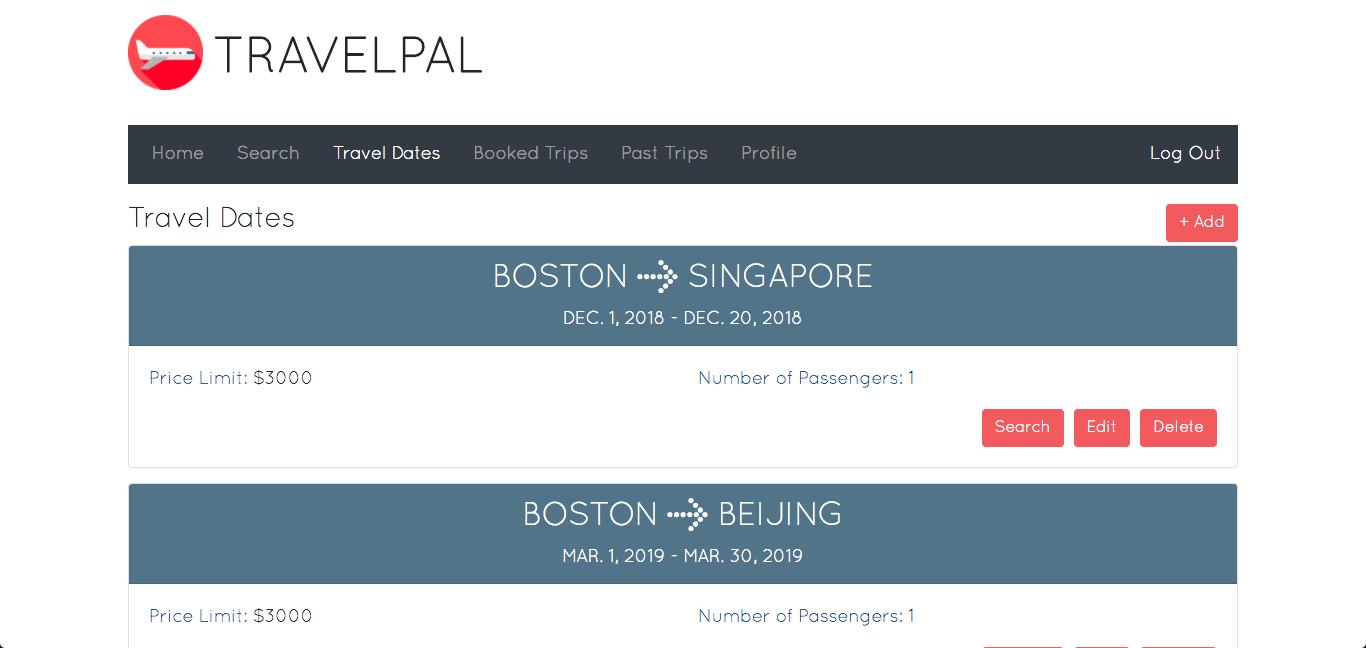 TRAVELPAL
Home Search Travel Dates Booked Trips Past Trips Profile Log Out
Travel Dates + Add
BOSTON SINGAPORE
DEC. 1, 2018 - DEC. 20, 2018
Price Limit: $3000 Number of Passengers: 1
Search Edit Delete
BOSTON BEIJING
MAR. 1, 2019 - MAR. 30, 2019
Price Limit: $3000 Number of Passengers: 1